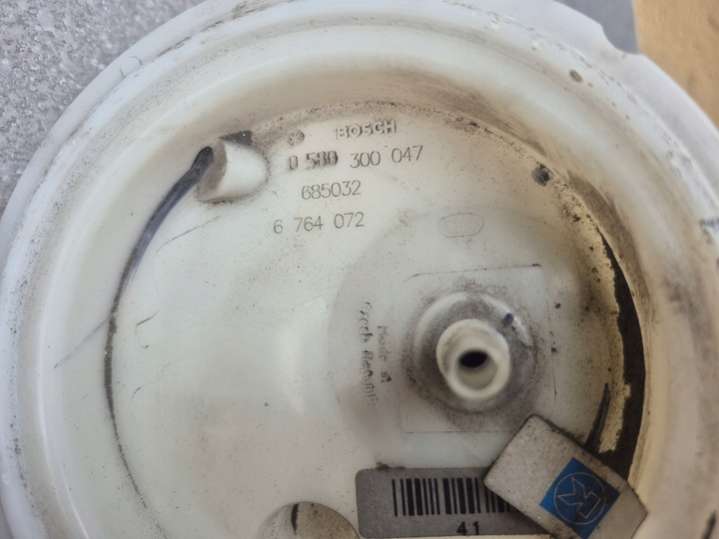 BOSCH
0 580 300 047
685032
6 764 072
Made in
Czech Republic
41